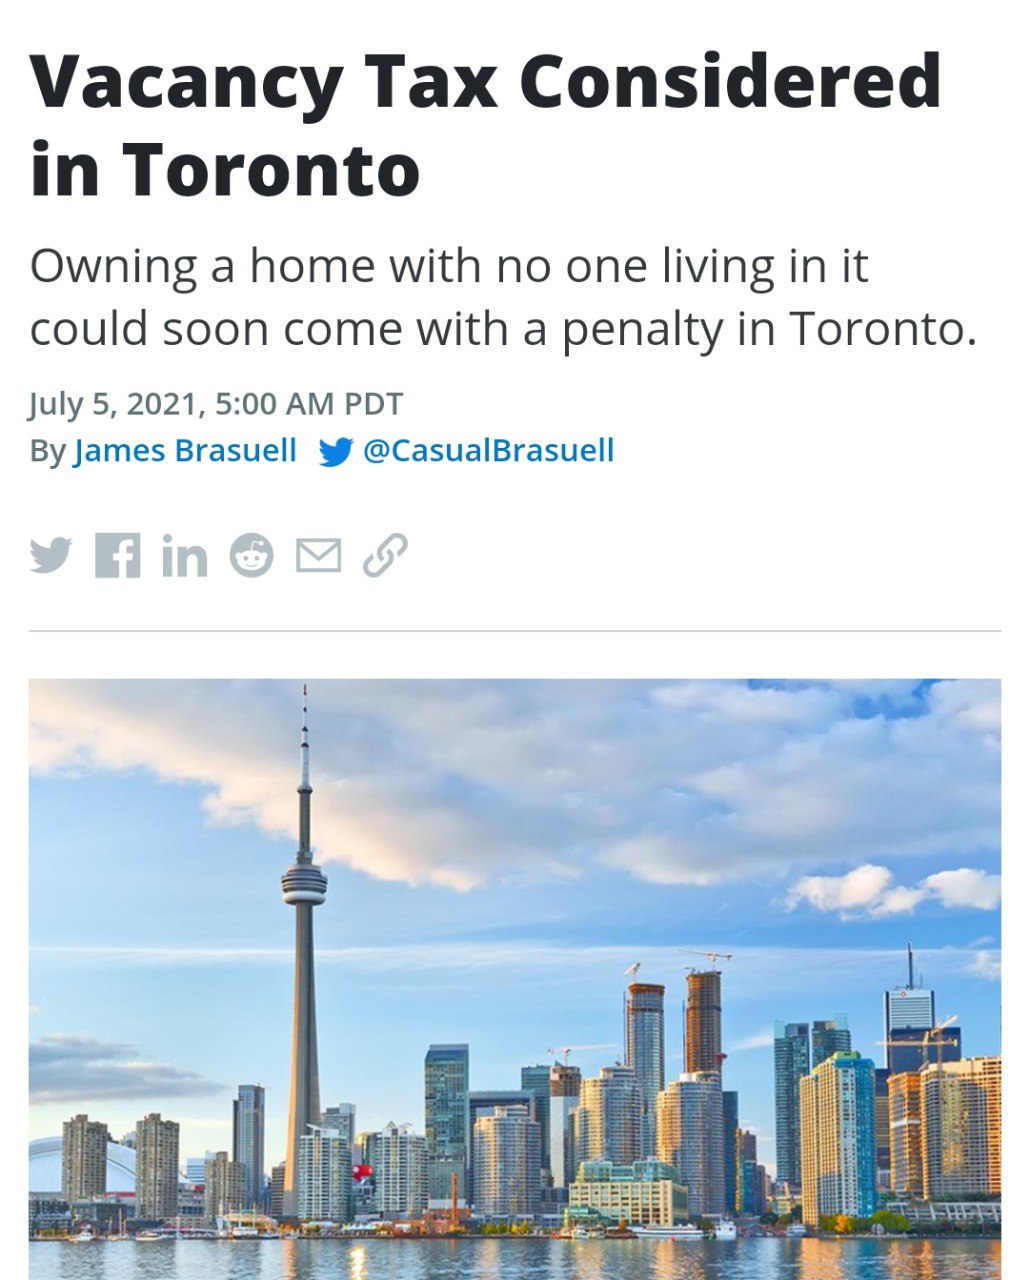 Vacancy Tax Considered
in Toronto
Owning a home with no one living in it
could soon come with a penalty in Toronto.
July 5, 2021, 5:00 AM PDT
By James Brasuell @CasualBrasuell